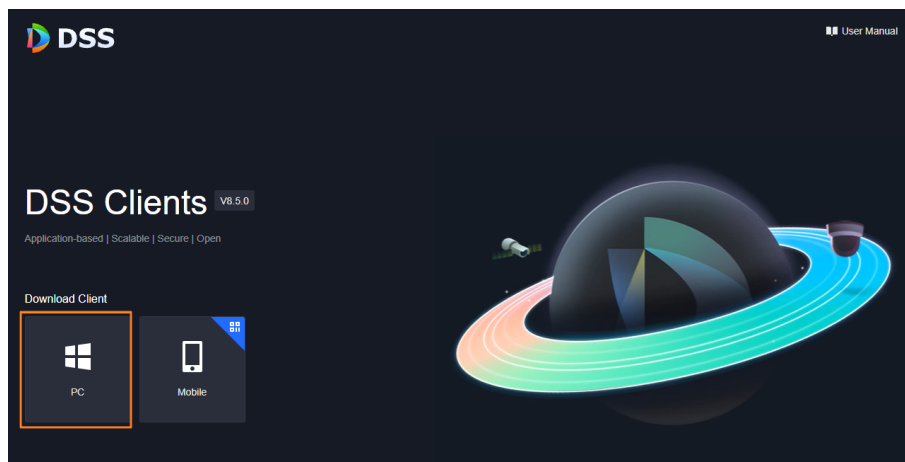 DSS
User Manual
DSS Clients V8.5.0
Application-based | Scalable | Secure | Open
Download Client
PC
Mobile